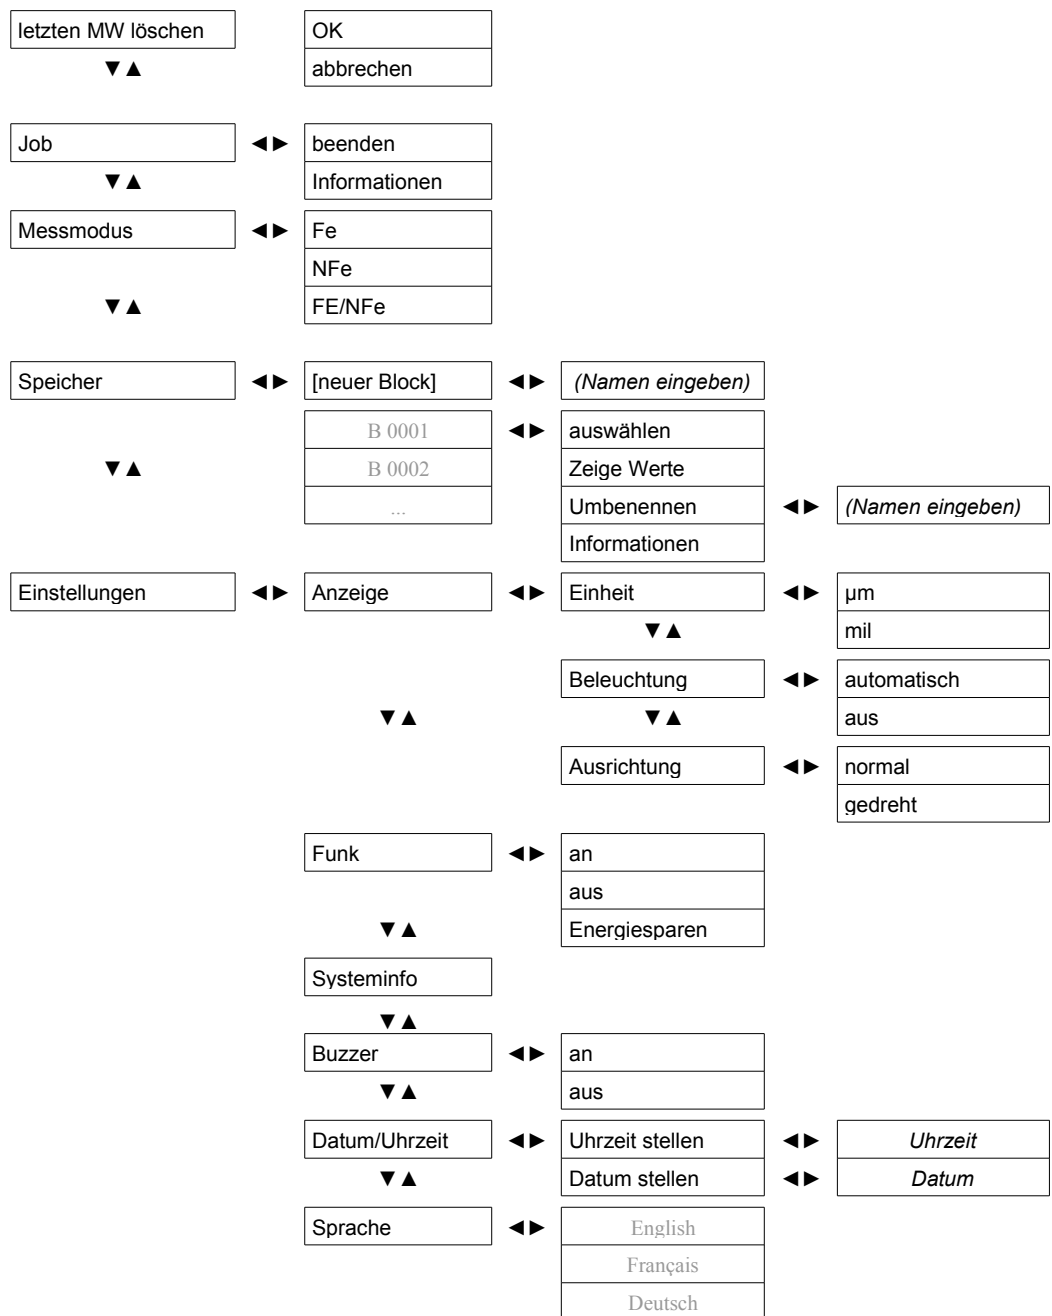 letzten MW löschen OK
▼▲ abbrechen
Job ◄► beenden
▼▲ Informationen
Messmodus ◄► Fe
NFe
▼▲ FE/NFe
Speicher ◄► [neuer Block] ◄► (Namen eingeben)
B 0001 ◄► auswählen
▼▲ B 0002 Zeige Werte
... Umbenennen ◄► (Namen eingeben)
Informationen
Einstellungen ◄► Anzeige ◄► Einheit ◄► µm
▼▲ mil
Beleuchtung ◄► automatisch
▼▲ ▼▲ aus
Ausrichtung ◄► normal
gedreht
Funk ◄► an
aus
▼▲ Energiesparen
Systeminfo
▼▲
Buzzer ◄► an
▼▲ aus
Datum/Uhrzeit ◄► Uhrzeit stellen ◄► Uhrzeit
▼▲ Datum stellen ◄► Datum
Sprache ◄► English
Français
Deutsch